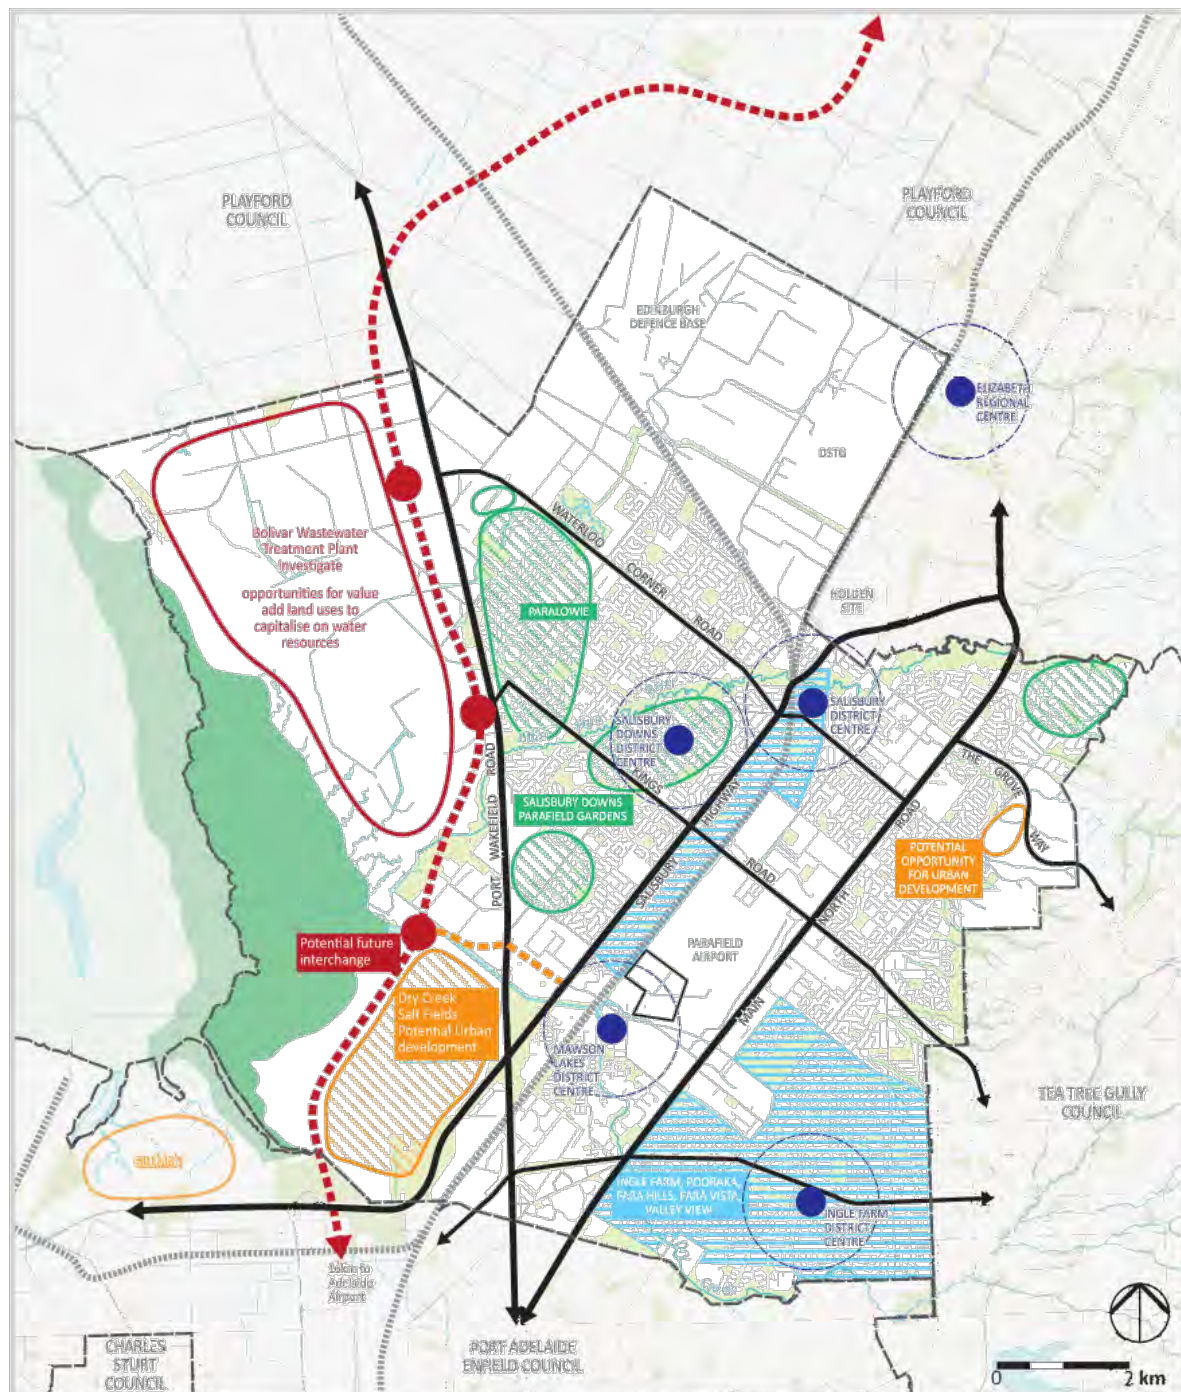 PLAYFORD
COUNCIL
PLAYFORD
COUNCIL
EDINBURGH
DEFENCE BASE
ELIZABETH
REGIONAL
CENTRE
DSTG
WATERLOO
CORNER
ROAD
Bolivar Wastewater
Treatment Plant
Investigate
opportunities for value
add land uses to
capitalise on water
resources
PARALOWIE
HOLDEN
SITE
SALISBURY
DISTRICT
CENTRE
SALISBURY
DOWNS
DISTRICT
CENTRE
KINGS
ROAD
THE GROVE
WAY
PORT WAKEFIELD ROAD
SALISBURY
HIGHWAY
SALISBURY DOWNS
PARAFIELD GARDENS
MAIN
NORTH
ROAD
POTENTIAL
OPPORTUNITY
FOR URBAN
DEVELOPMENT
Potential future
interchange
PARAFIELD
AIRPORT
Dry Creek
Salt Fields
Potential Urban
development
MAWSON
LAKES
DISTRICT
CENTRE
TEA TREE GULLY
COUNCIL
INGLE FARM, POORAKA,
PARA HILLS, PARA VISTA,
VALLEY VIEW
INGLE FARM
DISTRICT
CENTRE
Adelaide
Airport
CHARLES
STURT
COUNCIL
PORT ADELAIDE
ENFIELD COUNCIL
0
2 km